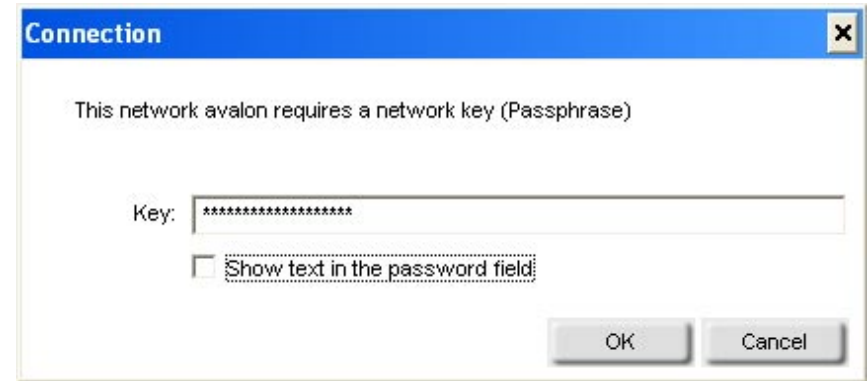 Connection
This network avalon requires a network key (Passphrase)
Key: *******************
Show text in the password field
OK Cancel